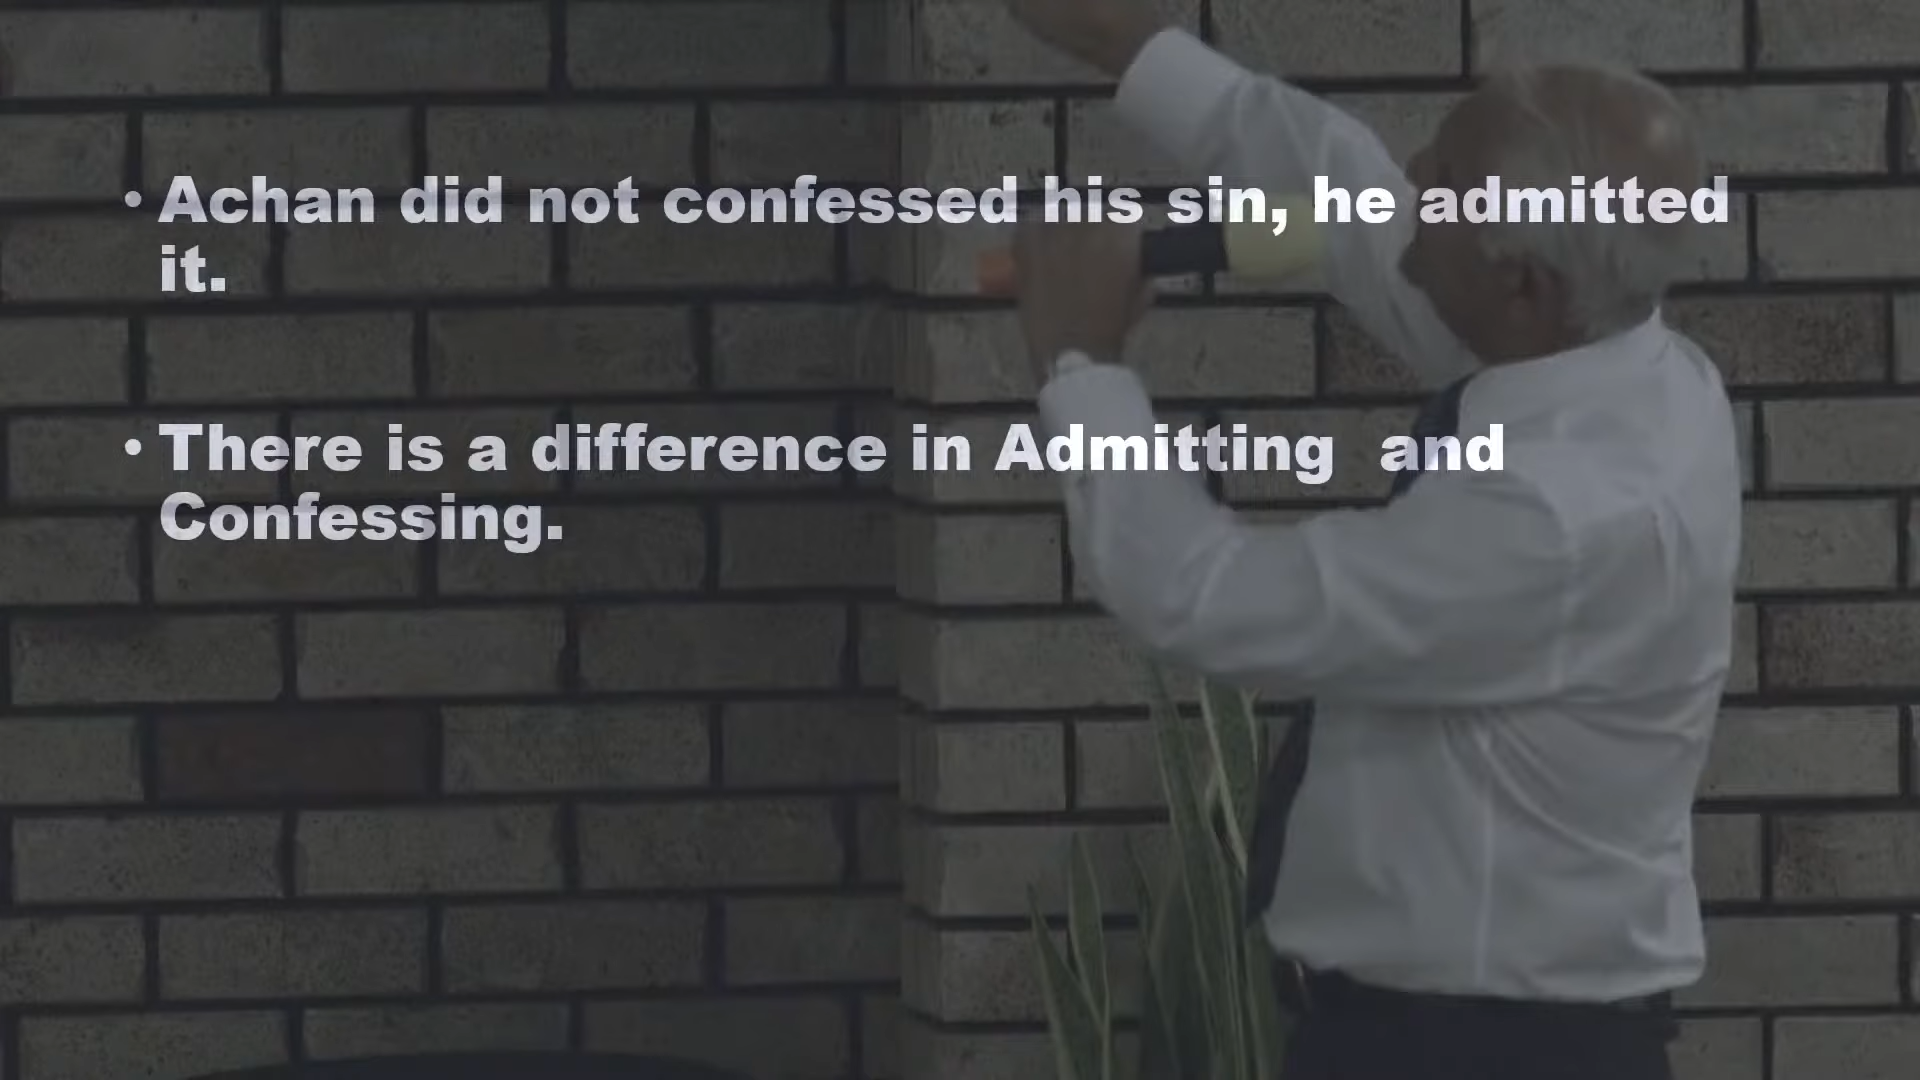 • Achan did not confessed his sin, he admitted
it.
• There is a difference in Admitting  and
Confessing.